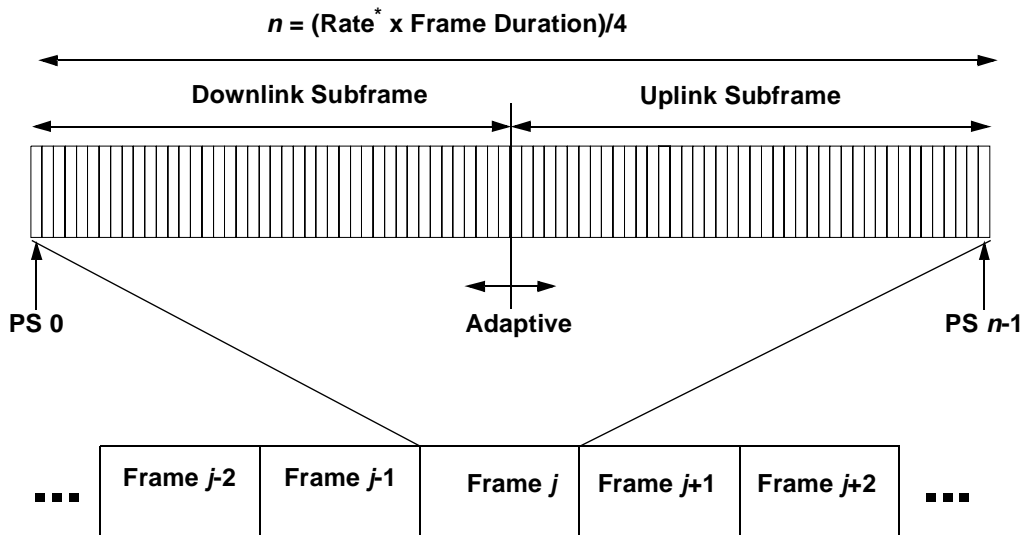 n = (Rate* x Frame Duration)/4
Downlink Subframe
Uplink Subframe
PS 0
Adaptive
PS n-1
Frame j-2
Frame j-1
Frame j
Frame j+1
Frame j+2